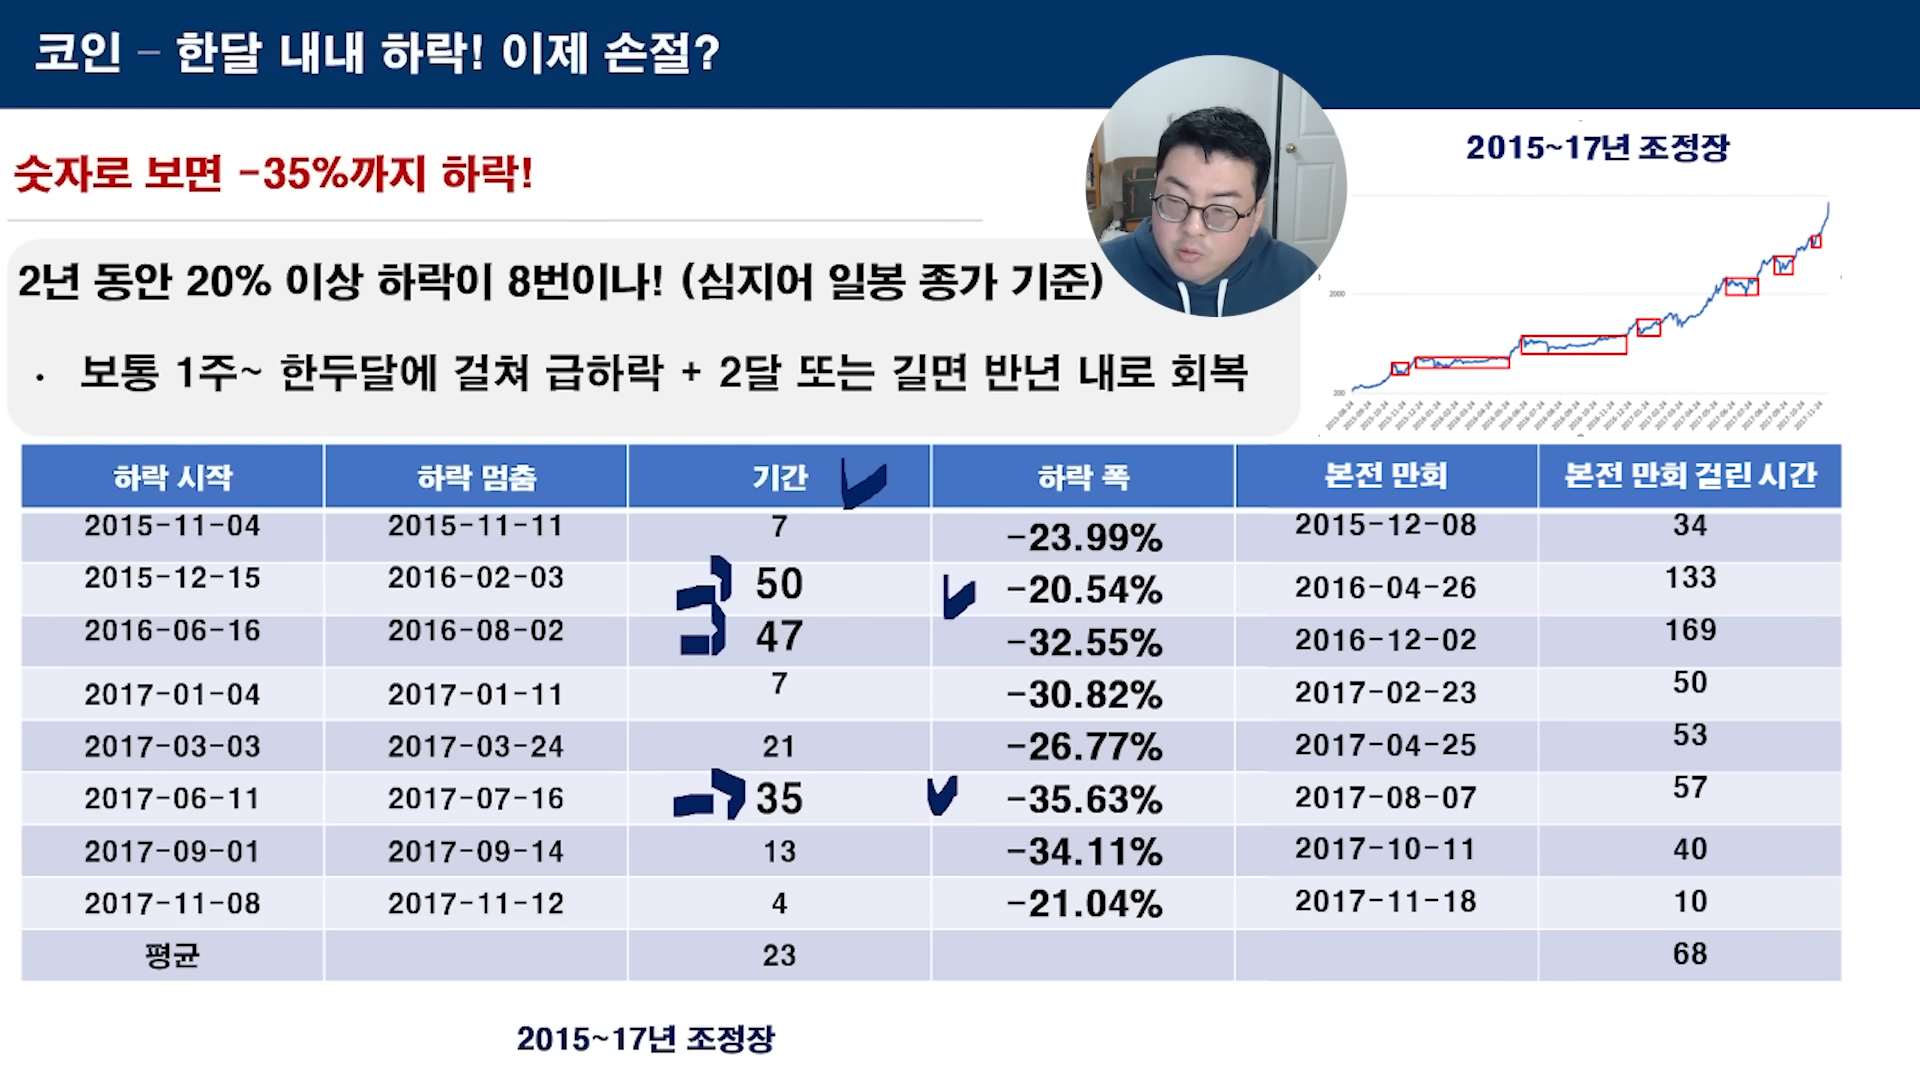 코인 – 한달 내내 하락! 이제 손절?
숫자로 보면 -35%까지 하락!
2015~17년 조정장
2년 동안 20% 이상 하락이 8번이나! (심지어 일봉 종가 기준)
· 보통 1주~ 한두달에 걸쳐 급하락 + 2달 또는 길면 반년 내로 회복
2000
200
하락 시작 하락 멈춤 기간 하락 폭 본전 만회 본전 만회 걸린 시간
2015-11-04 2015-11-11 7 -23.99% 2015-12-08 34
2015-12-15 2016-02-03 50 -20.54% 2016-04-26 133
2016-06-16 2016-08-02 47 -32.55% 2016-12-02 169
2017-01-04 2017-01-11 7 -30.82% 2017-02-23 50
2017-03-03 2017-03-24 21 -26.77% 2017-04-25 53
2017-06-11 2017-07-16 35 -35.63% 2017-08-07 57
2017-09-01 2017-09-14 13 -34.11% 2017-10-11 40
2017-11-08 2017-11-12 4 -21.04% 2017-11-18 10
평균 23 68
2015~17년 조정장